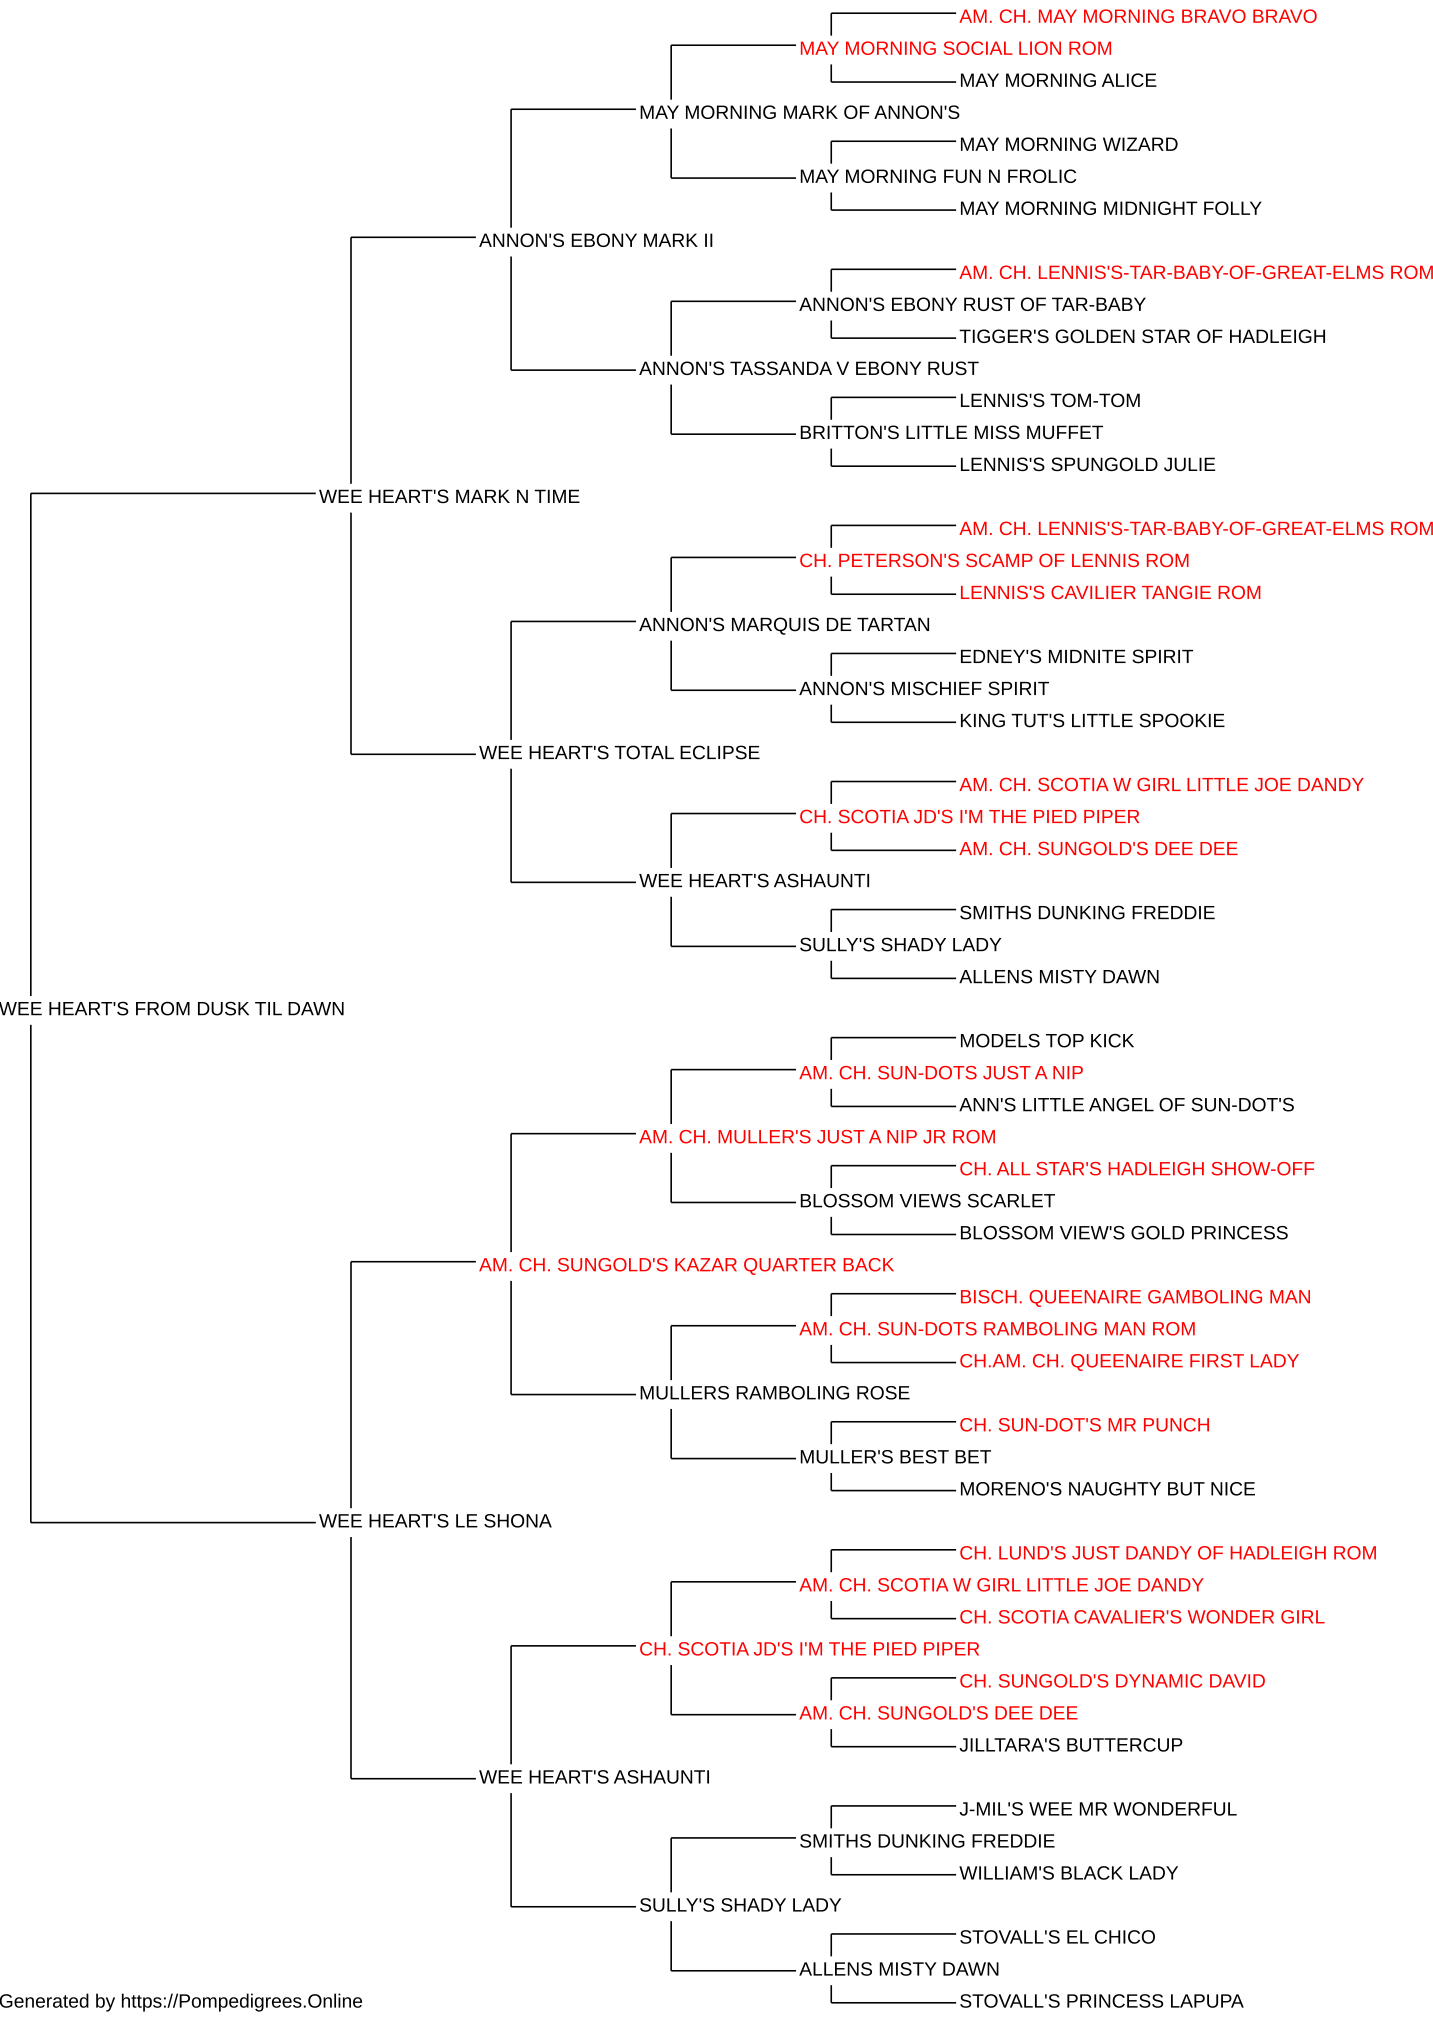 AM. CH. MAY MORNING BRAVO BRAVO
MAY MORNING SOCIAL LION ROM
MAY MORNING ALICE
MAY MORNING MARK OF ANNON'S
MAY MORNING WIZARD
MAY MORNING FUN N FROLIC
MAY MORNING MIDNIGHT FOLLY
ANNON'S EBONY MARK II
AM. CH. LENNIS'S-TAR-BABY-OF-GREAT-ELMS ROM
ANNON'S EBONY RUST OF TAR-BABY
TIGGER'S GOLDEN STAR OF HADLEIGH
ANNON'S TASSANDA V EBONY RUST
LENNIS'S TOM-TOM
BRITTON'S LITTLE MISS MUFFET
LENNIS'S SPUNGOLD JULIE
WEE HEART'S MARK N TIME
AM. CH. LENNIS'S-TAR-BABY-OF-GREAT-ELMS ROM
CH. PETERSON'S SCAMP OF LENNIS ROM
LENNIS'S CAVILIER TANGIE ROM
ANNON'S MARQUIS DE TARTAN
EDNEY'S MIDNITE SPIRIT
ANNON'S MISCHIEF SPIRIT
KING TUT'S LITTLE SPOOKIE
WEE HEART'S TOTAL ECLIPSE
AM. CH. SCOTIA W GIRL LITTLE JOE DANDY
CH. SCOTIA JD'S I'M THE PIED PIPER
AM. CH. SUNGOLD'S DEE DEE
WEE HEART'S ASHAUNTI
SMITHS DUNKING FREDDIE
SULLY'S SHADY LADY
ALLENS MISTY DAWN
WEE HEART'S FROM DUSK TIL DAWN
MODELS TOP KICK
AM. CH. SUN-DOTS JUST A NIP
ANN'S LITTLE ANGEL OF SUN-DOT'S
AM. CH. MULLER'S JUST A NIP JR ROM
CH. ALL STAR'S HADLEIGH SHOW-OFF
BLOSSOM VIEWS SCARLET
BLOSSOM VIEW'S GOLD PRINCESS
AM. CH. SUNGOLD'S KAZAR QUARTER BACK
BISCH. QUEENAIRE GAMBOLING MAN
AM. CH. SUN-DOTS RAMBOLING MAN ROM
CH.AM. CH. QUEENAIRE FIRST LADY
MULLERS RAMBOLING ROSE
CH. SUN-DOT'S MR PUNCH
MULLER'S BEST BET
MORENO'S NAUGHTY BUT NICE
WEE HEART'S LE SHONA
CH. LUND'S JUST DANDY OF HADLEIGH ROM
AM. CH. SCOTIA W GIRL LITTLE JOE DANDY
CH. SCOTIA CAVALIER'S WONDER GIRL
CH. SCOTIA JD'S I'M THE PIED PIPER
CH. SUNGOLD'S DYNAMIC DAVID
AM. CH. SUNGOLD'S DEE DEE
JILLTARA'S BUTTERCUP
WEE HEART'S ASHAUNTI
J-MIL'S WEE MR WONDERFUL
SMITHS DUNKING FREDDIE
WILLIAM'S BLACK LADY
SULLY'S SHADY LADY
STOVALL'S EL CHICO
ALLENS MISTY DAWN
STOVALL'S PRINCESS LAPUPA
Generated by https://Pompedigrees.Online